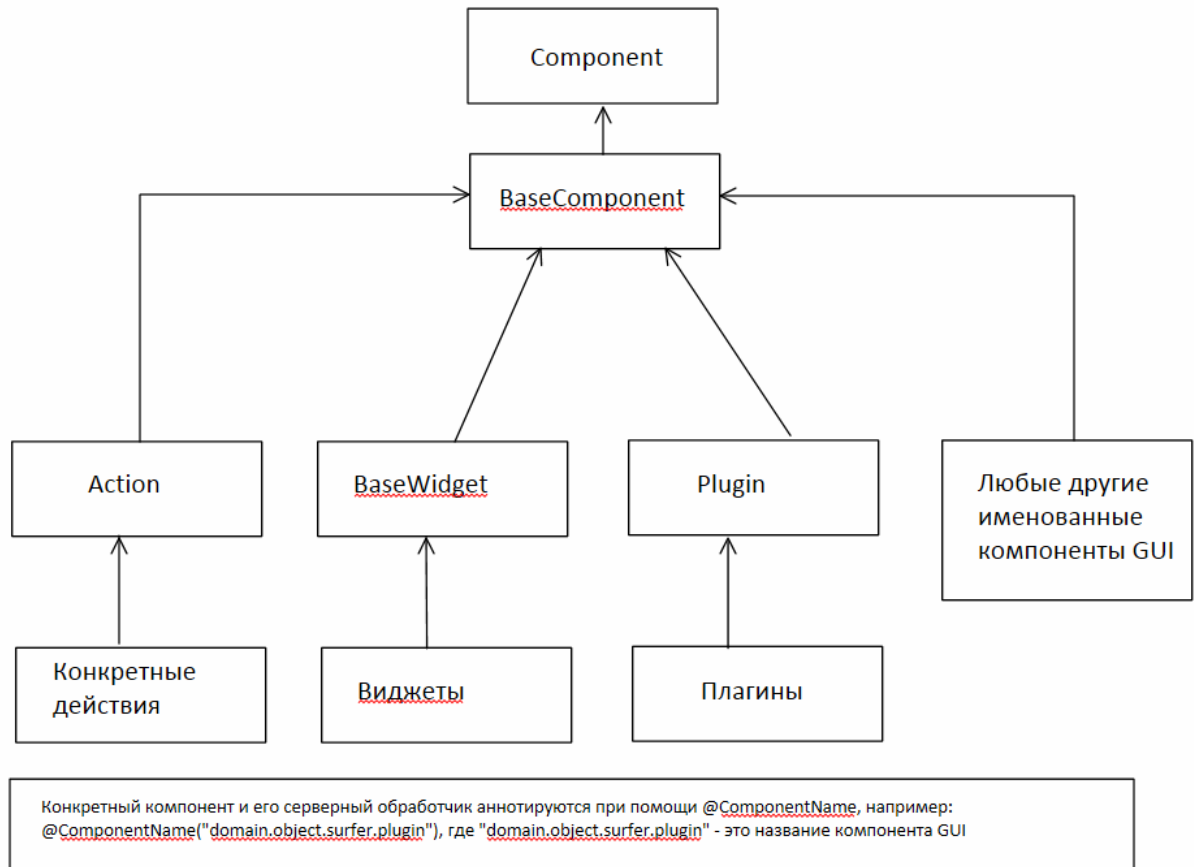 Component
BaseComponent
Action
BaseWidget
Plugin
Любые другие
именованные
компоненты GUI
Конкретные
действия
Виджеты
Плагины
Конкретный компонент и его серверный обработчик аннотируются при помощи @ComponentName, например:
@ComponentName("domain.object.surfer.plugin"), где "domain.object.surfer.plugin" - это название компонента GUI